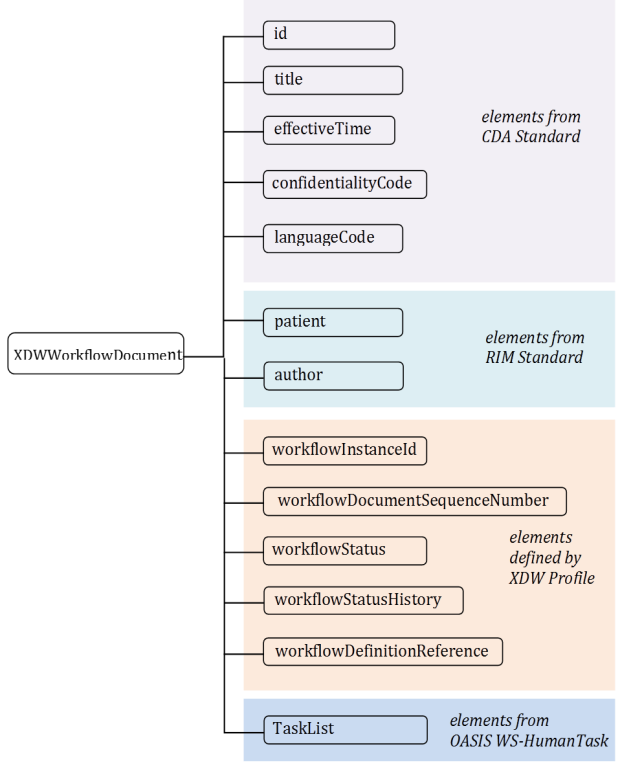 id
title
effectiveTime
elements from
CDA Standard
confidentialityCode
languageCode
patient
elements from
RIM Standard
XDWWorkflowDocument
author
workflowInstanceId
workflowDocumentSequenceNumber
elements
defined by
XDW Profile
workflowStatus
workflowStatusHistory
workflowDefinitionReference
TaskList
elements from
OASIS WS-HumanTask